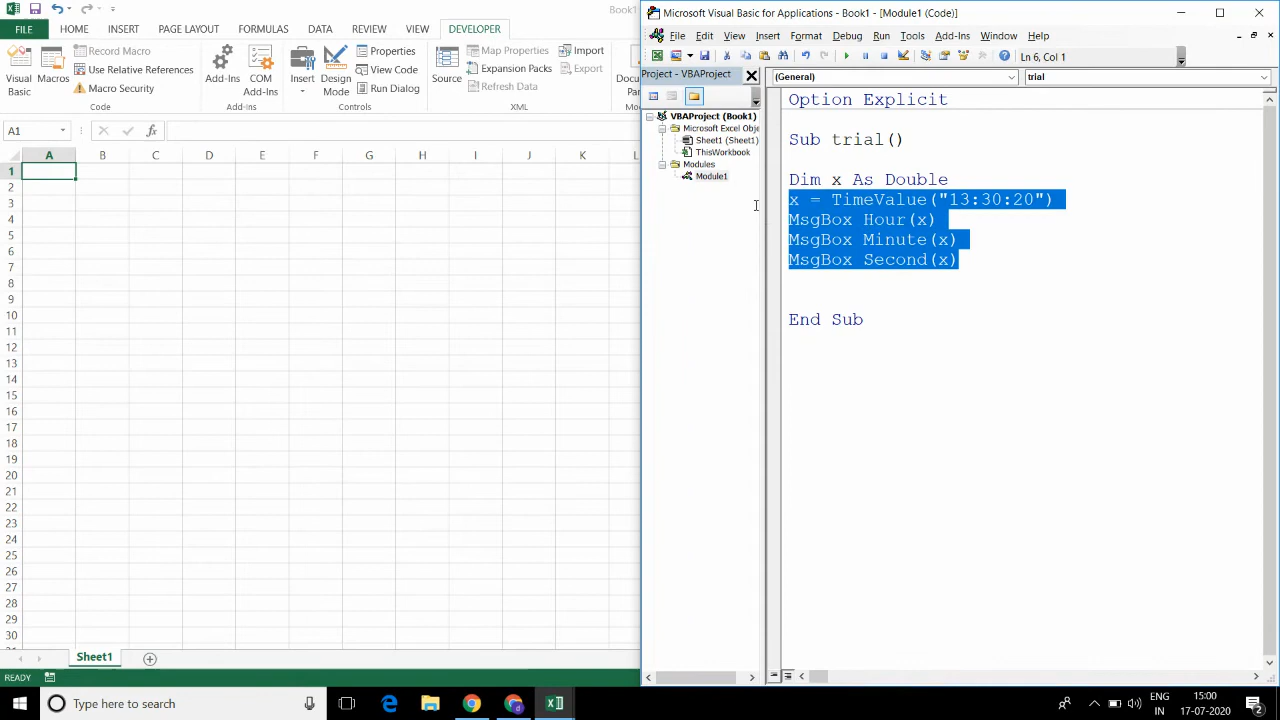 Book1
FILE HOME INSERT PAGE LAYOUT FORMULAS DATA REVIEW VIEW DEVELOPER
Visual Basic
Macros
Record Macro
Use Relative References
Macro Security
Code
Add-Ins
COM Add-Ins
Add-Ins
Insert
Design Mode
Properties
View Code
Run Dialog
Controls
Source
Map Properties
Expansion Packs
Refresh Data
Import
Export
XML
Docu
Pa
A1
A B C D E F G H I J K L
1
2
3
4
5
6
7
8
9
10
11
12
13
14
15
16
17
18
19
20
21
22
23
24
25
26
27
28
29
30
Sheet1
READY
Microsoft Visual Basic for Applications - Book1 - [Module1 (Code)]
File Edit View Insert Format Debug Run Tools Add-Ins Window Help
Ln 6, Col 1
Project - VBAProject
VBAProject (Book1)
Microsoft Excel Obje
Sheet1 (Sheet1)
ThisWorkbook
Modules
Module1
(General)
trial
Option Explicit
Sub trial()
Dim x As Double
x = TimeValue("13:30:20")
MsgBox Hour(x)
MsgBox Minute(x)
MsgBox Second(x)
End Sub
Type here to search
ENG
IN
15:00
17-07-2020
2